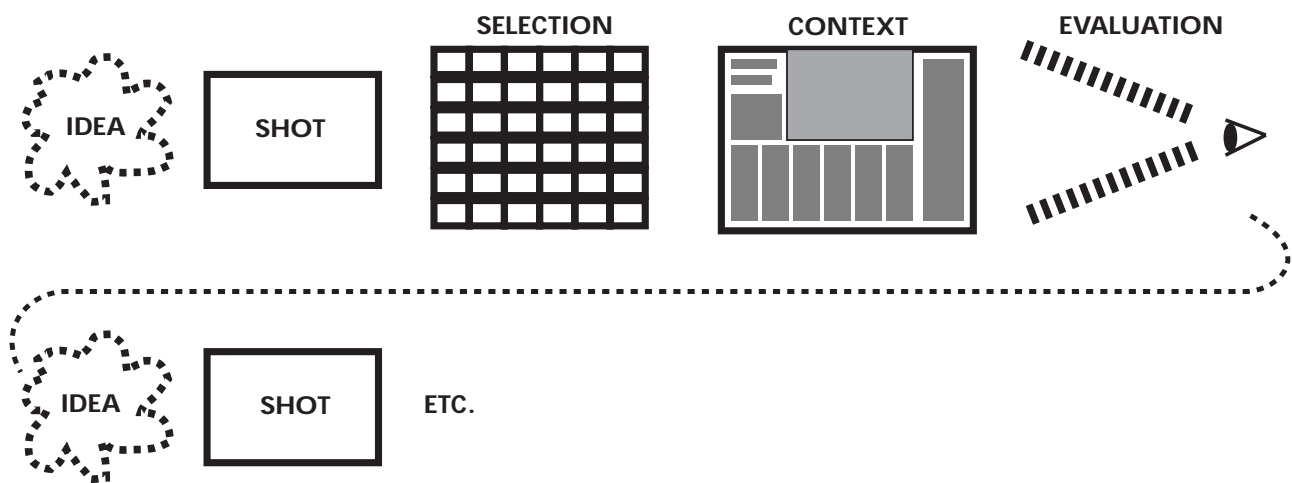 SELECTION
CONTEXT
EVALUATION
IDEA
SHOT
IDEA
SHOT
ETC.